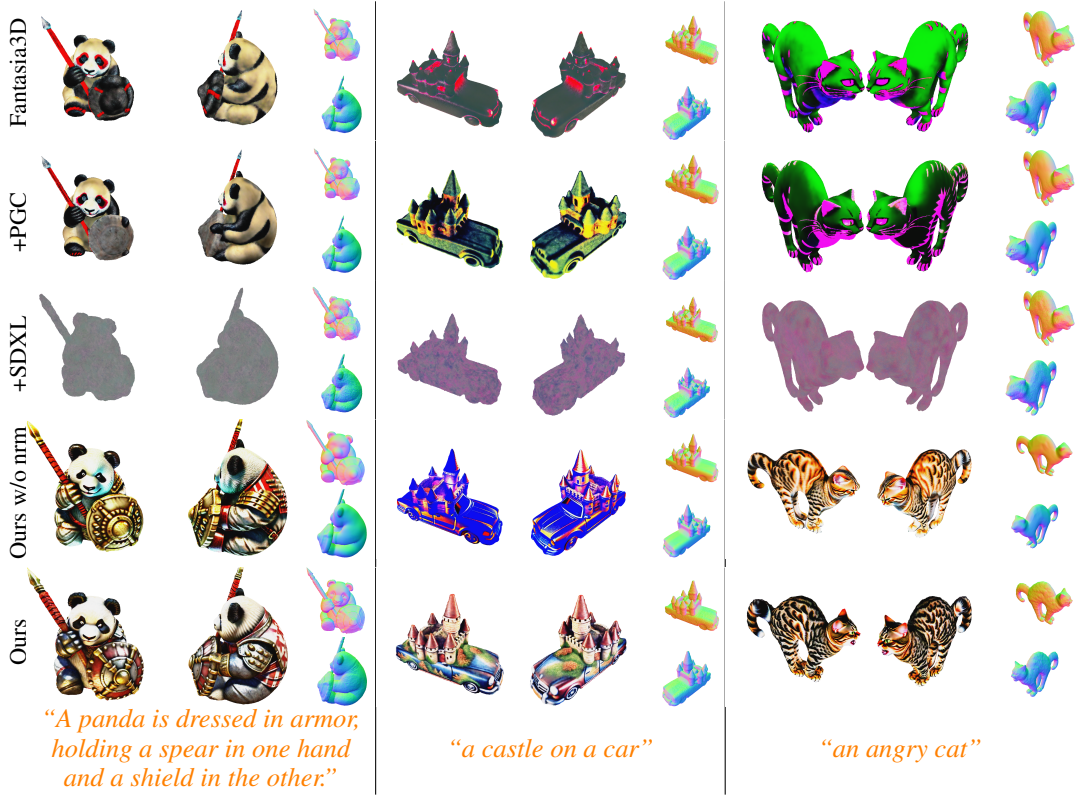 Fantasia3D
+PGC
+SDXL
Ours w/o nrm
Ours
“A panda is dressed in armor,
holding a spear in one hand
and a shield in the other.”
“a castle on a car”
“an angry cat”